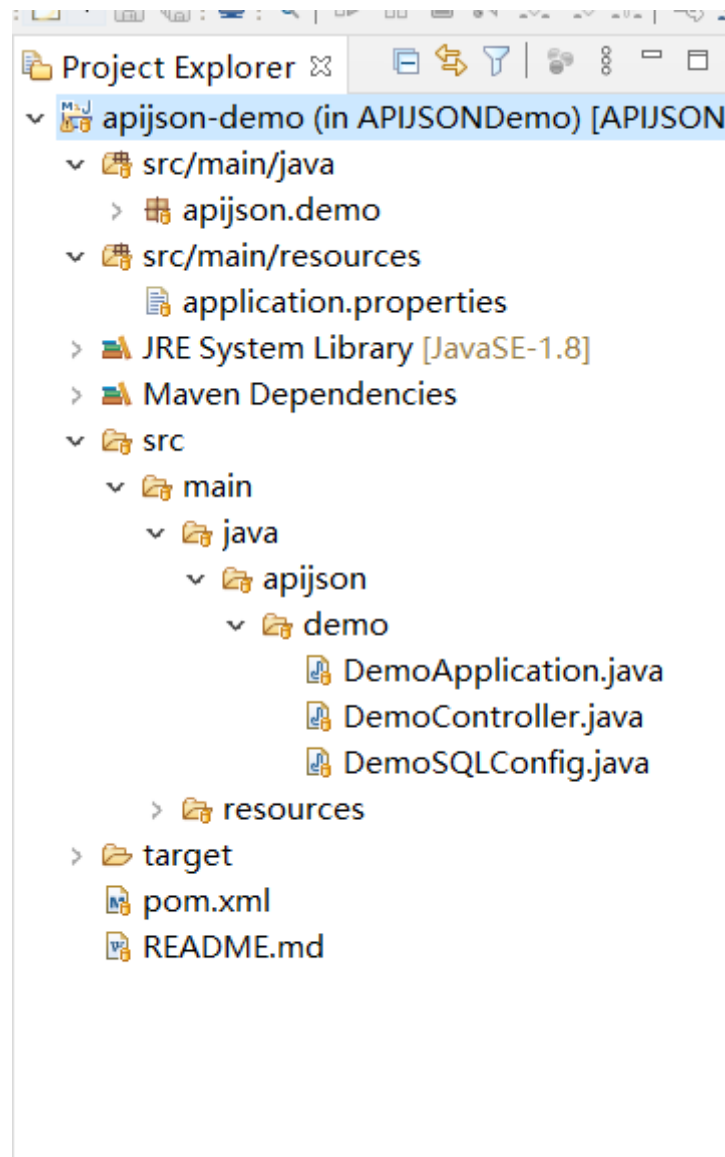 Project Explorer
apijson-demo (in APIJSONDemo) [APIJSON
src/main/java
apijson.demo
src/main/resources
application.properties
JRE System Library [JavaSE-1.8]
Maven Dependencies
src
main
java
apijson
demo
DemoApplication.java
DemoController.java
DemoSQLConfig.java
resources
target
pom.xml
README.md